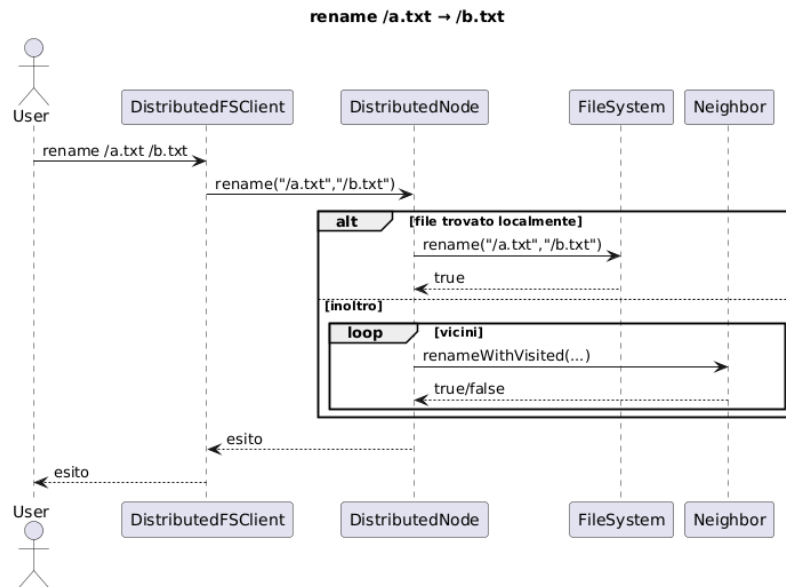 rename /a.txt → /b.txt
User
DistributedFSClient
DistributedNode
FileSystem
Neighbor
rename /a.txt /b.txt
rename("/a.txt","/b.txt")
alt
[file trovato localmente]
rename("/a.txt","/b.txt")
true
[inoltro]
loop
[vicini]
renameWithVisited(...)
true/false
esito
esito
User
DistributedFSClient
DistributedNode
FileSystem
Neighbor